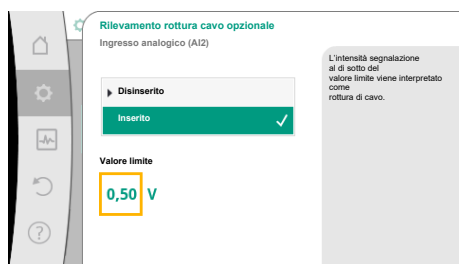 Rilevamento rottura cavo opzionale
Ingresso analogico (AI2)
Disinserito
Inserito
Valore limite
0,50 V
L'intensità segnalazione
al di sotto del
valore limite viene interpretato
come
rottura di cavo.